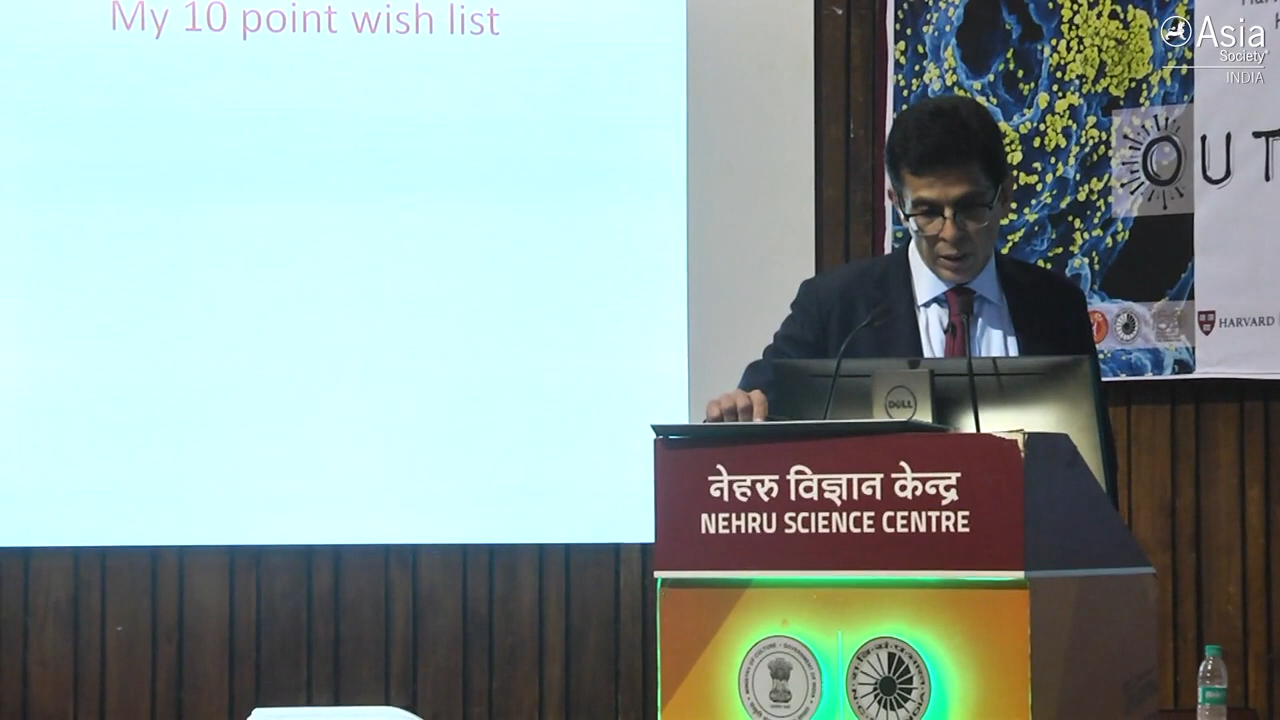 My 10 point wish list
Asia
Society
INDIA
OUT
HARVARD
DELL
नेहरु विज्ञान केन्द्र
NEHRU SCIENCE CENTRE